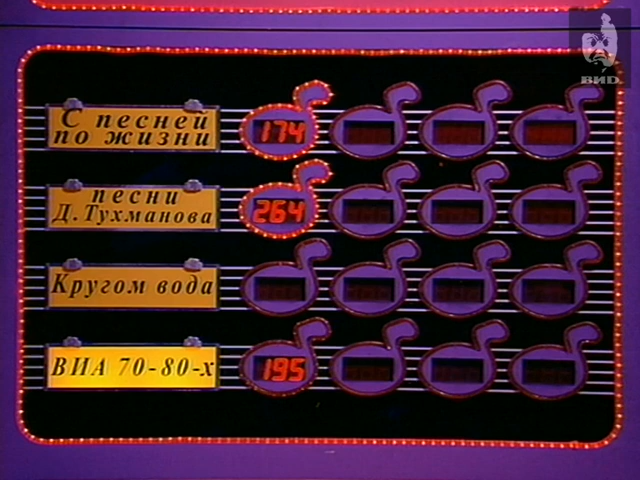 ВИD.
С песней
по жизни
174
песни
Д. Тухманова
264
Кругом вода
ВИА 70-80-х
195